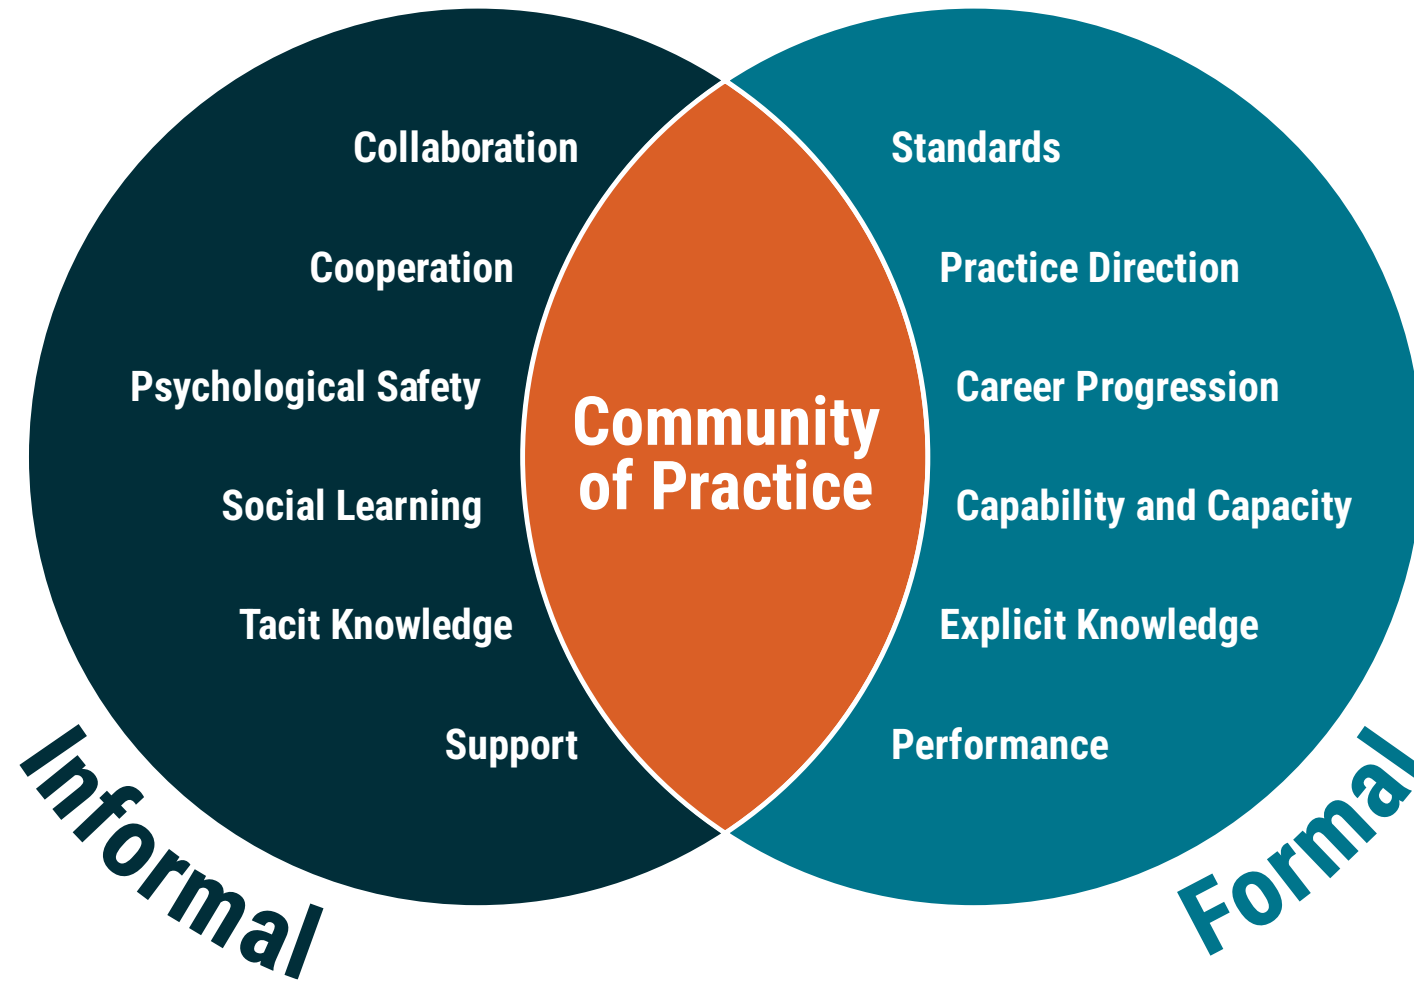 Collaboration
Cooperation
Psychological Safety
Social Learning
Tacit Knowledge
Support
Informal
Community
of Practice
Standards
Practice Direction
Career Progression
Capability and Capacity
Explicit Knowledge
Performance
Formal